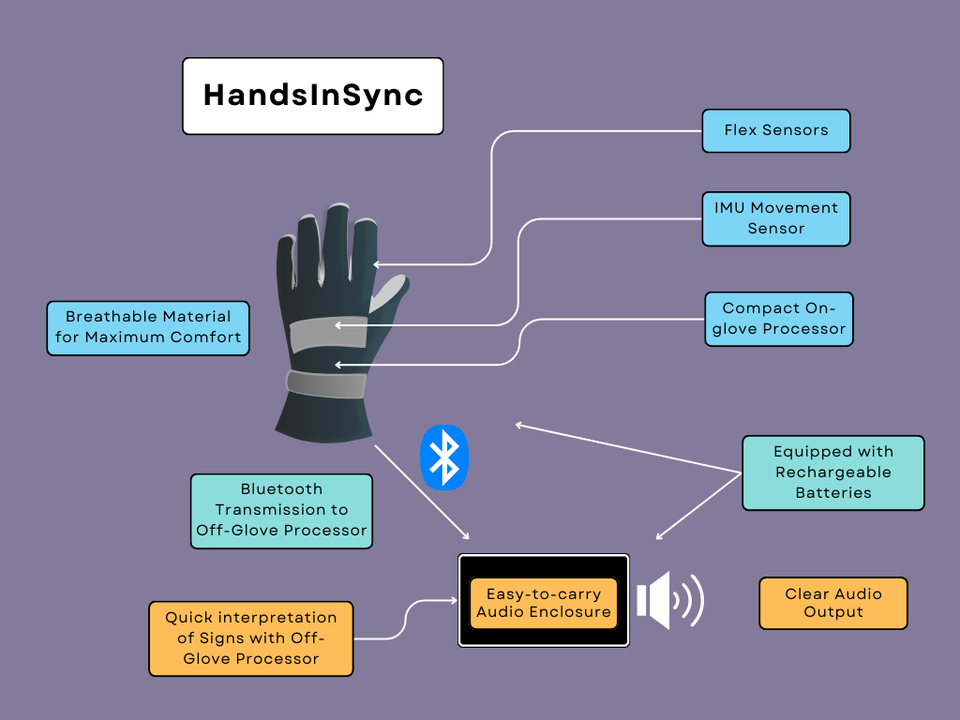 HandsInSync
Flex Sensors
IMU Movement
Sensor
Compact On-
glove Processor
Breathable Material
for Maximum Comfort
Equipped with
Rechargeable
Batteries
Bluetooth
Transmission to
Off-Glove Processor
Easy-to-carry
Audio Enclosure
Clear Audio
Output
Quick interpretation
of Signs with Off-
Glove Processor